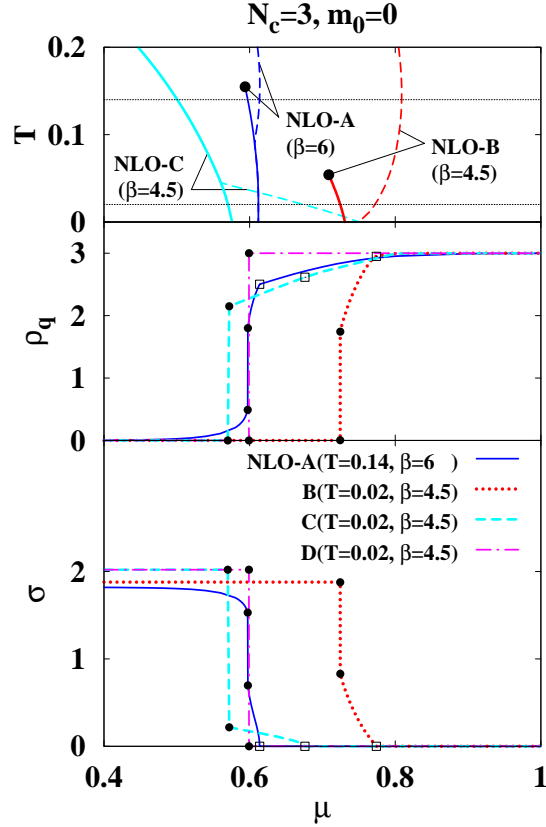 N_c=3, m_0=0
0.2
0.1
0
T
NLO-A
(β=6)
NLO-B
(β=4.5)
NLO-C
(β=4.5)
3
2
1
0
ρ_q
NLO-A(T=0.14, β=6 )
B(T=0.02, β=4.5)
C(T=0.02, β=4.5)
D(T=0.02, β=4.5)
2
1
0
σ
0.4 0.6 0.8 1
μ